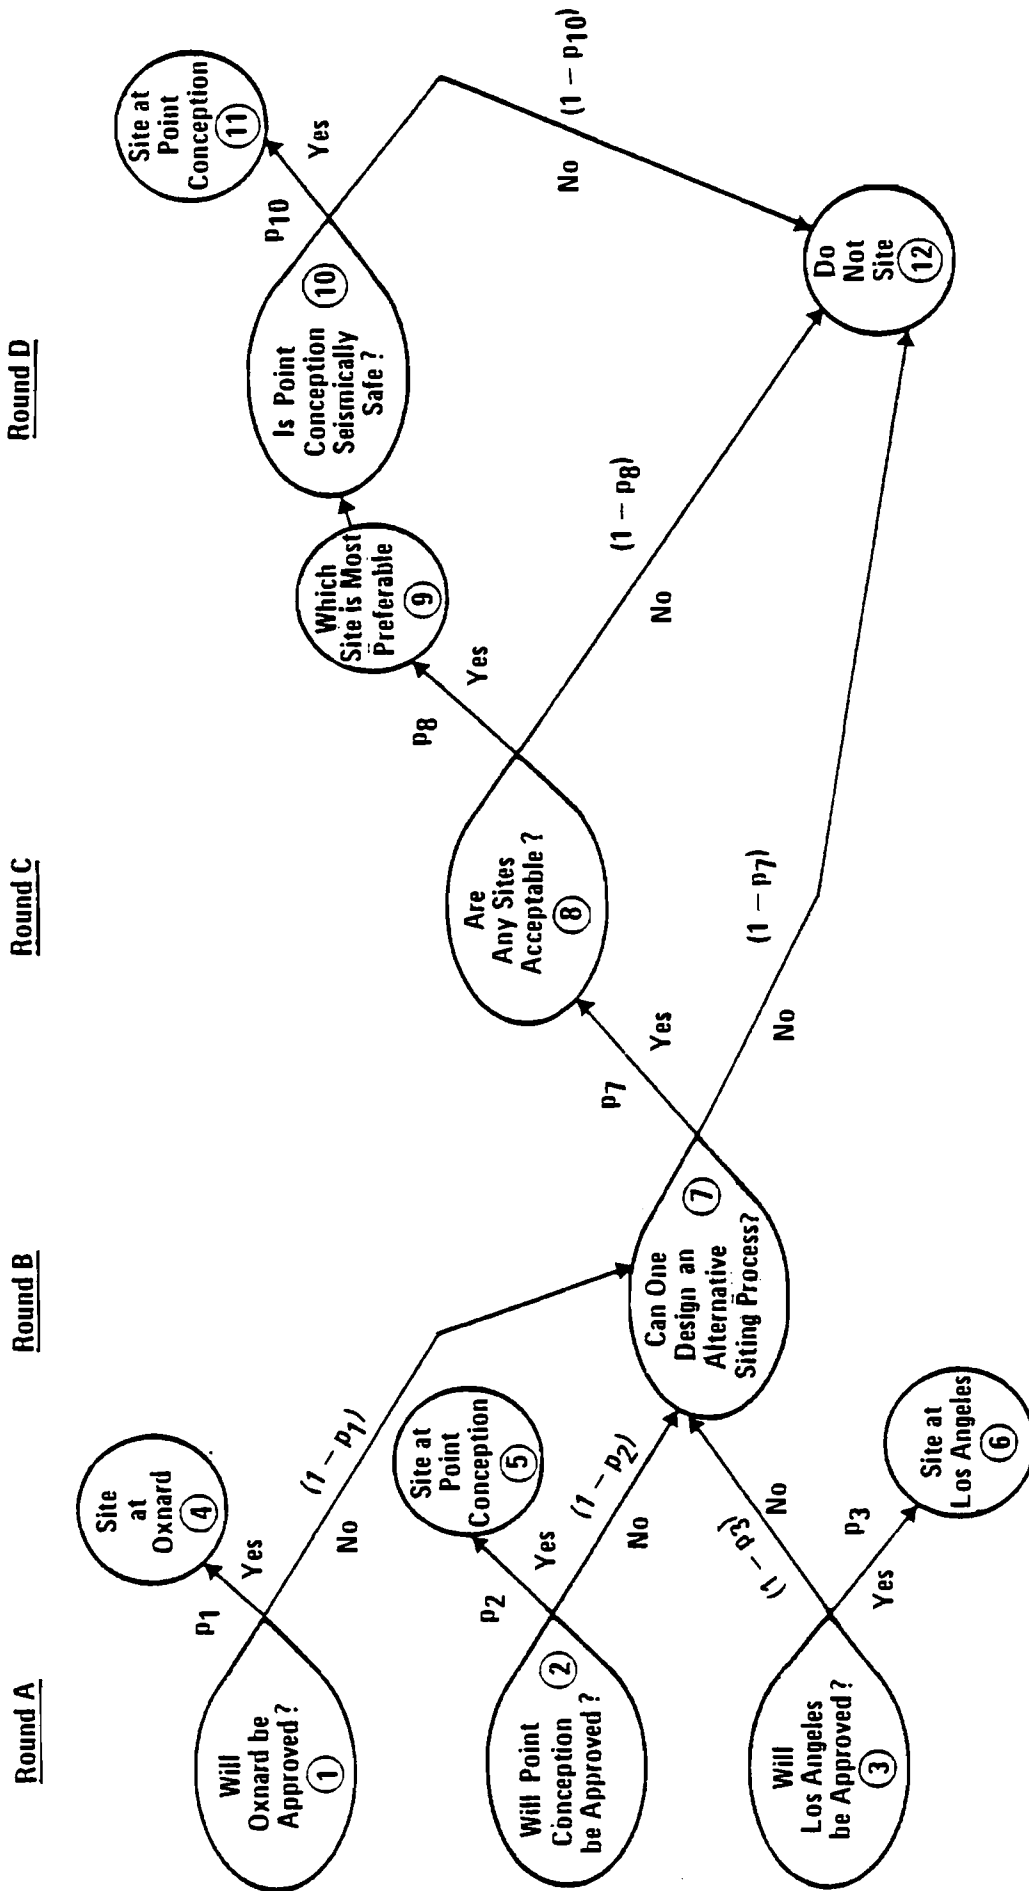 Round A
Round B
Round C
Round D
Will
Oxnard be
Approved ?
1
p1
Yes
Site
at
Oxnard
4
(1 – p1)
No
Will Point
Conception
be Approved ?
2
p2
Yes
Site at
Point
Conception
5
(1 – p2)
No
Will
Los Angeles
be Approved ?
3
(1 – p3)
No
p3
Yes
Site at
Los Angeles
6
Can One
Design an
Alternative
Siting Process?
7
p7
Yes
(1 – p7)
No
Are
Any Sites
Acceptable ?
8
p8
Yes
(1 – p8)
No
Which
Site is Most
Preferable
9
Is Point
Conception
Seismically
Safe ?
10
p10
Yes
Site at
Point
Conception
11
(1 – p10)
No
Do
Not
Site
12